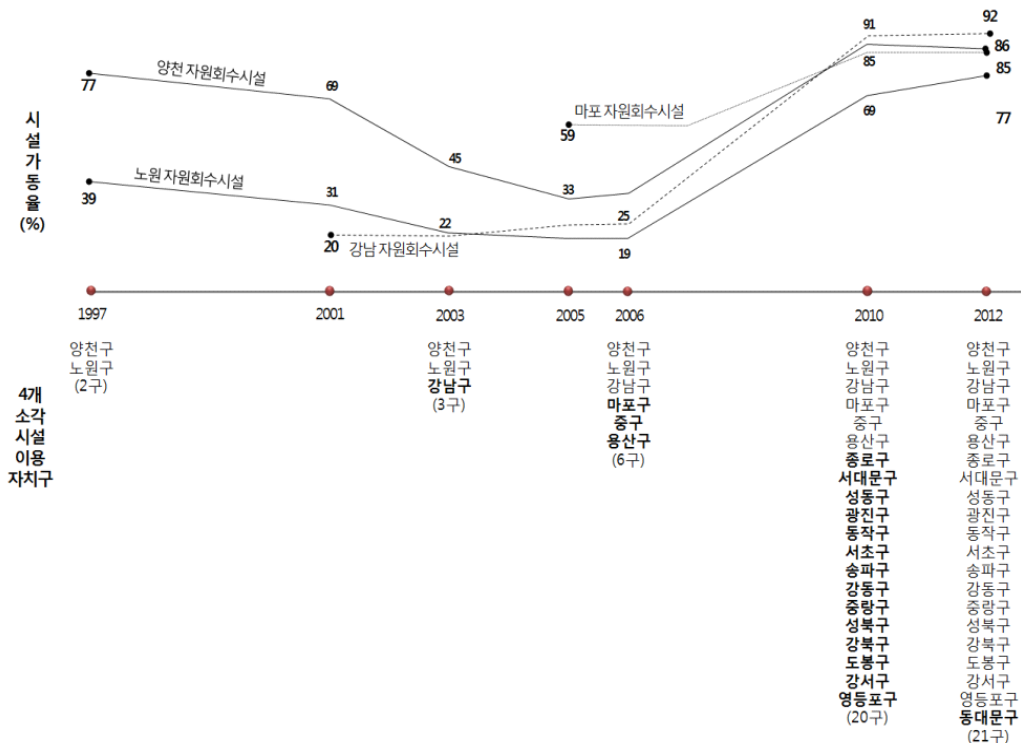 91
92
양천 자원회수시설
77
69
85
86
85
마포 자원회수시설
59
69
77
시
설
가
동
율
(%)
45
노원 자원회수시설
39
31
33
22
25
20
강남 자원회수시설
19
1997
2001
2003
2005
2006
2010
2012
4개
소각
시설
이용
자치구
양천구
노원구
(2구)
양천구
노원구
강남구
(3구)
양천구
노원구
강남구
마포구
중구
용산구
(6구)
양천구
노원구
강남구
마포구
중구
용산구
종로구
서대문구
성동구
광진구
동작구
서초구
송파구
강동구
중랑구
성북구
강북구
도봉구
강서구
영등포구
(20구)
양천구
노원구
강남구
마포구
중구
용산구
종로구
서대문구
성동구
광진구
동작구
서초구
송파구
강동구
중랑구
성북구
강북구
도봉구
강서구
영등포구
동대문구
(21구)